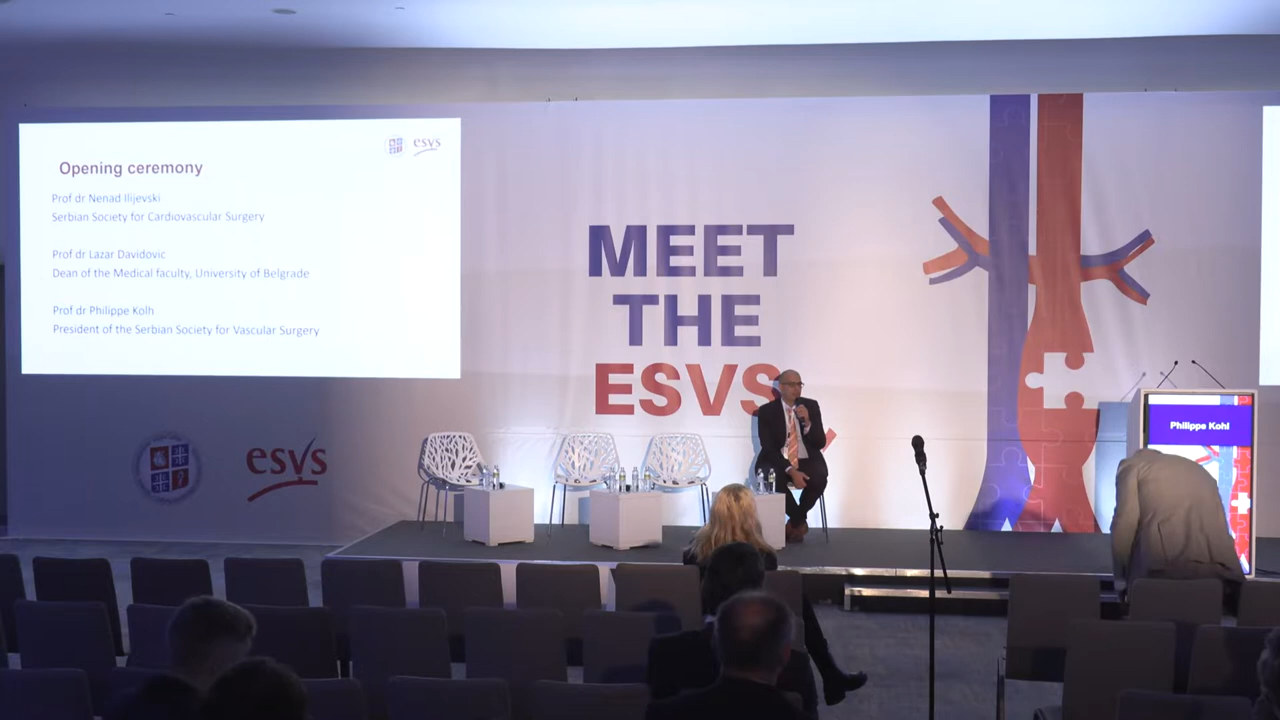 Opening ceremony
esvs
Prof dr Nenad Ilijevski
Serbian Society for Cardiovascular Surgery
Prof dr Lazar Davidovic
Dean of the Medical faculty, University of Belgrade
Prof dr Philippe Kolh
President of the Serbian Society for Vascular Surgery
MEET
THE
ESVS
esvs
Philippe Kohl